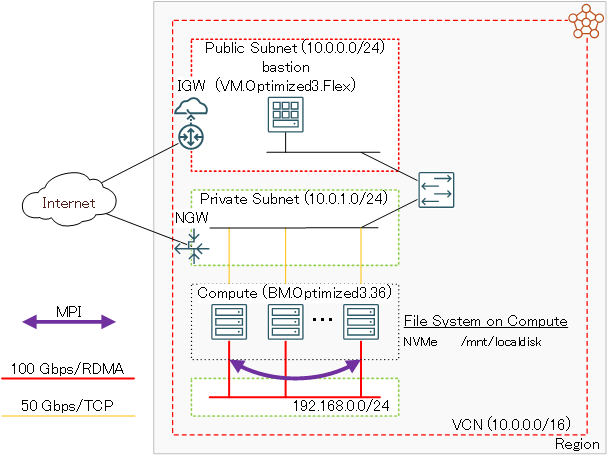 Public Subnet (10.0.0.0/24)
bastion
IGW (VM.Optimized3.Flex)
Internet
Private Subnet (10.0.1.0/24)
NGW
Compute (BM.Optimized3.36)
...
MPI
File System on Compute
NVMe /mnt/localdisk
100 Gbps/RDMA
50 Gbps/TCP
192.168.0.0/24
VCN (10.0.0.0/16)
Region